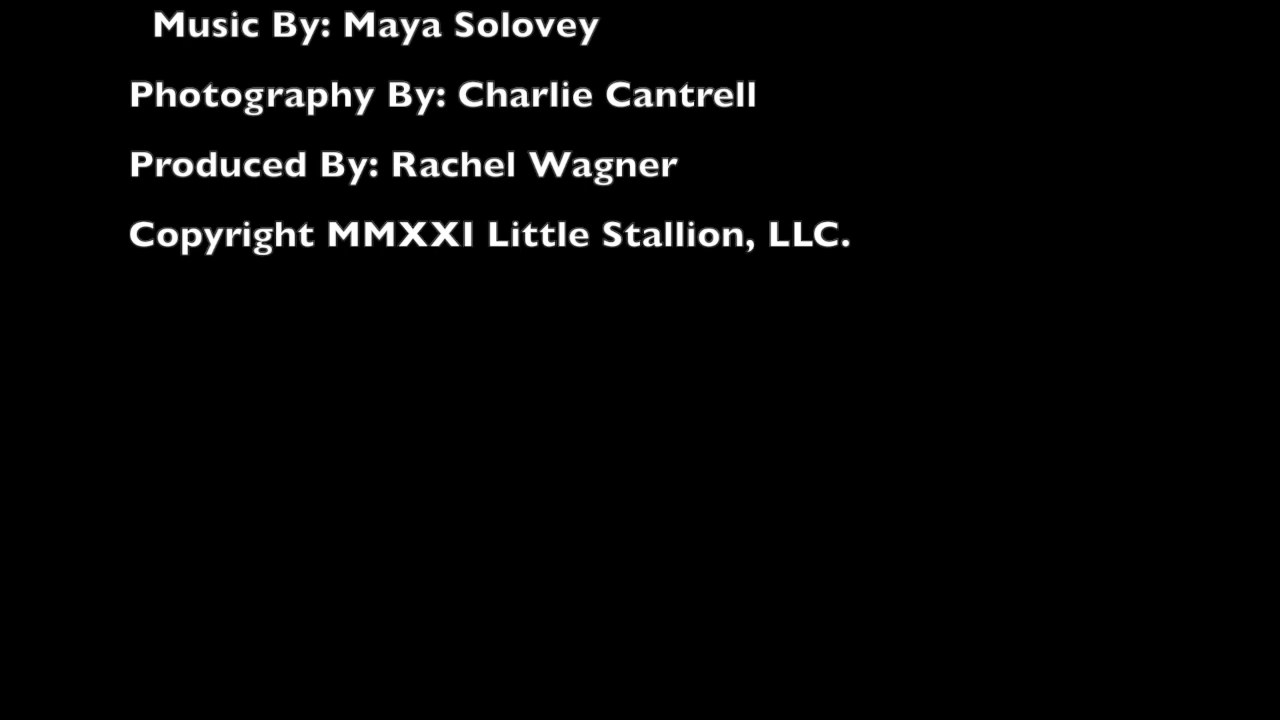 Music By: Maya Solovey
Photography By: Charlie Cantrell
Produced By: Rachel Wagner
Copyright MMXXI Little Stallion, LLC.